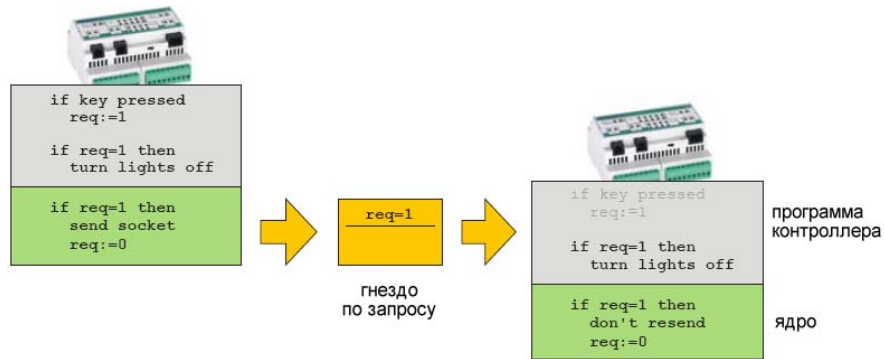 if key pressed
req:=1
if req=1 then
turn lights off
if req=1 then
send socket
req:=0
req=1
гнездо
по запросу
if key pressed
req:=1
if req=1 then
turn lights off
if req=1 then
don't resend
req:=0
программа
контроллера
ядро